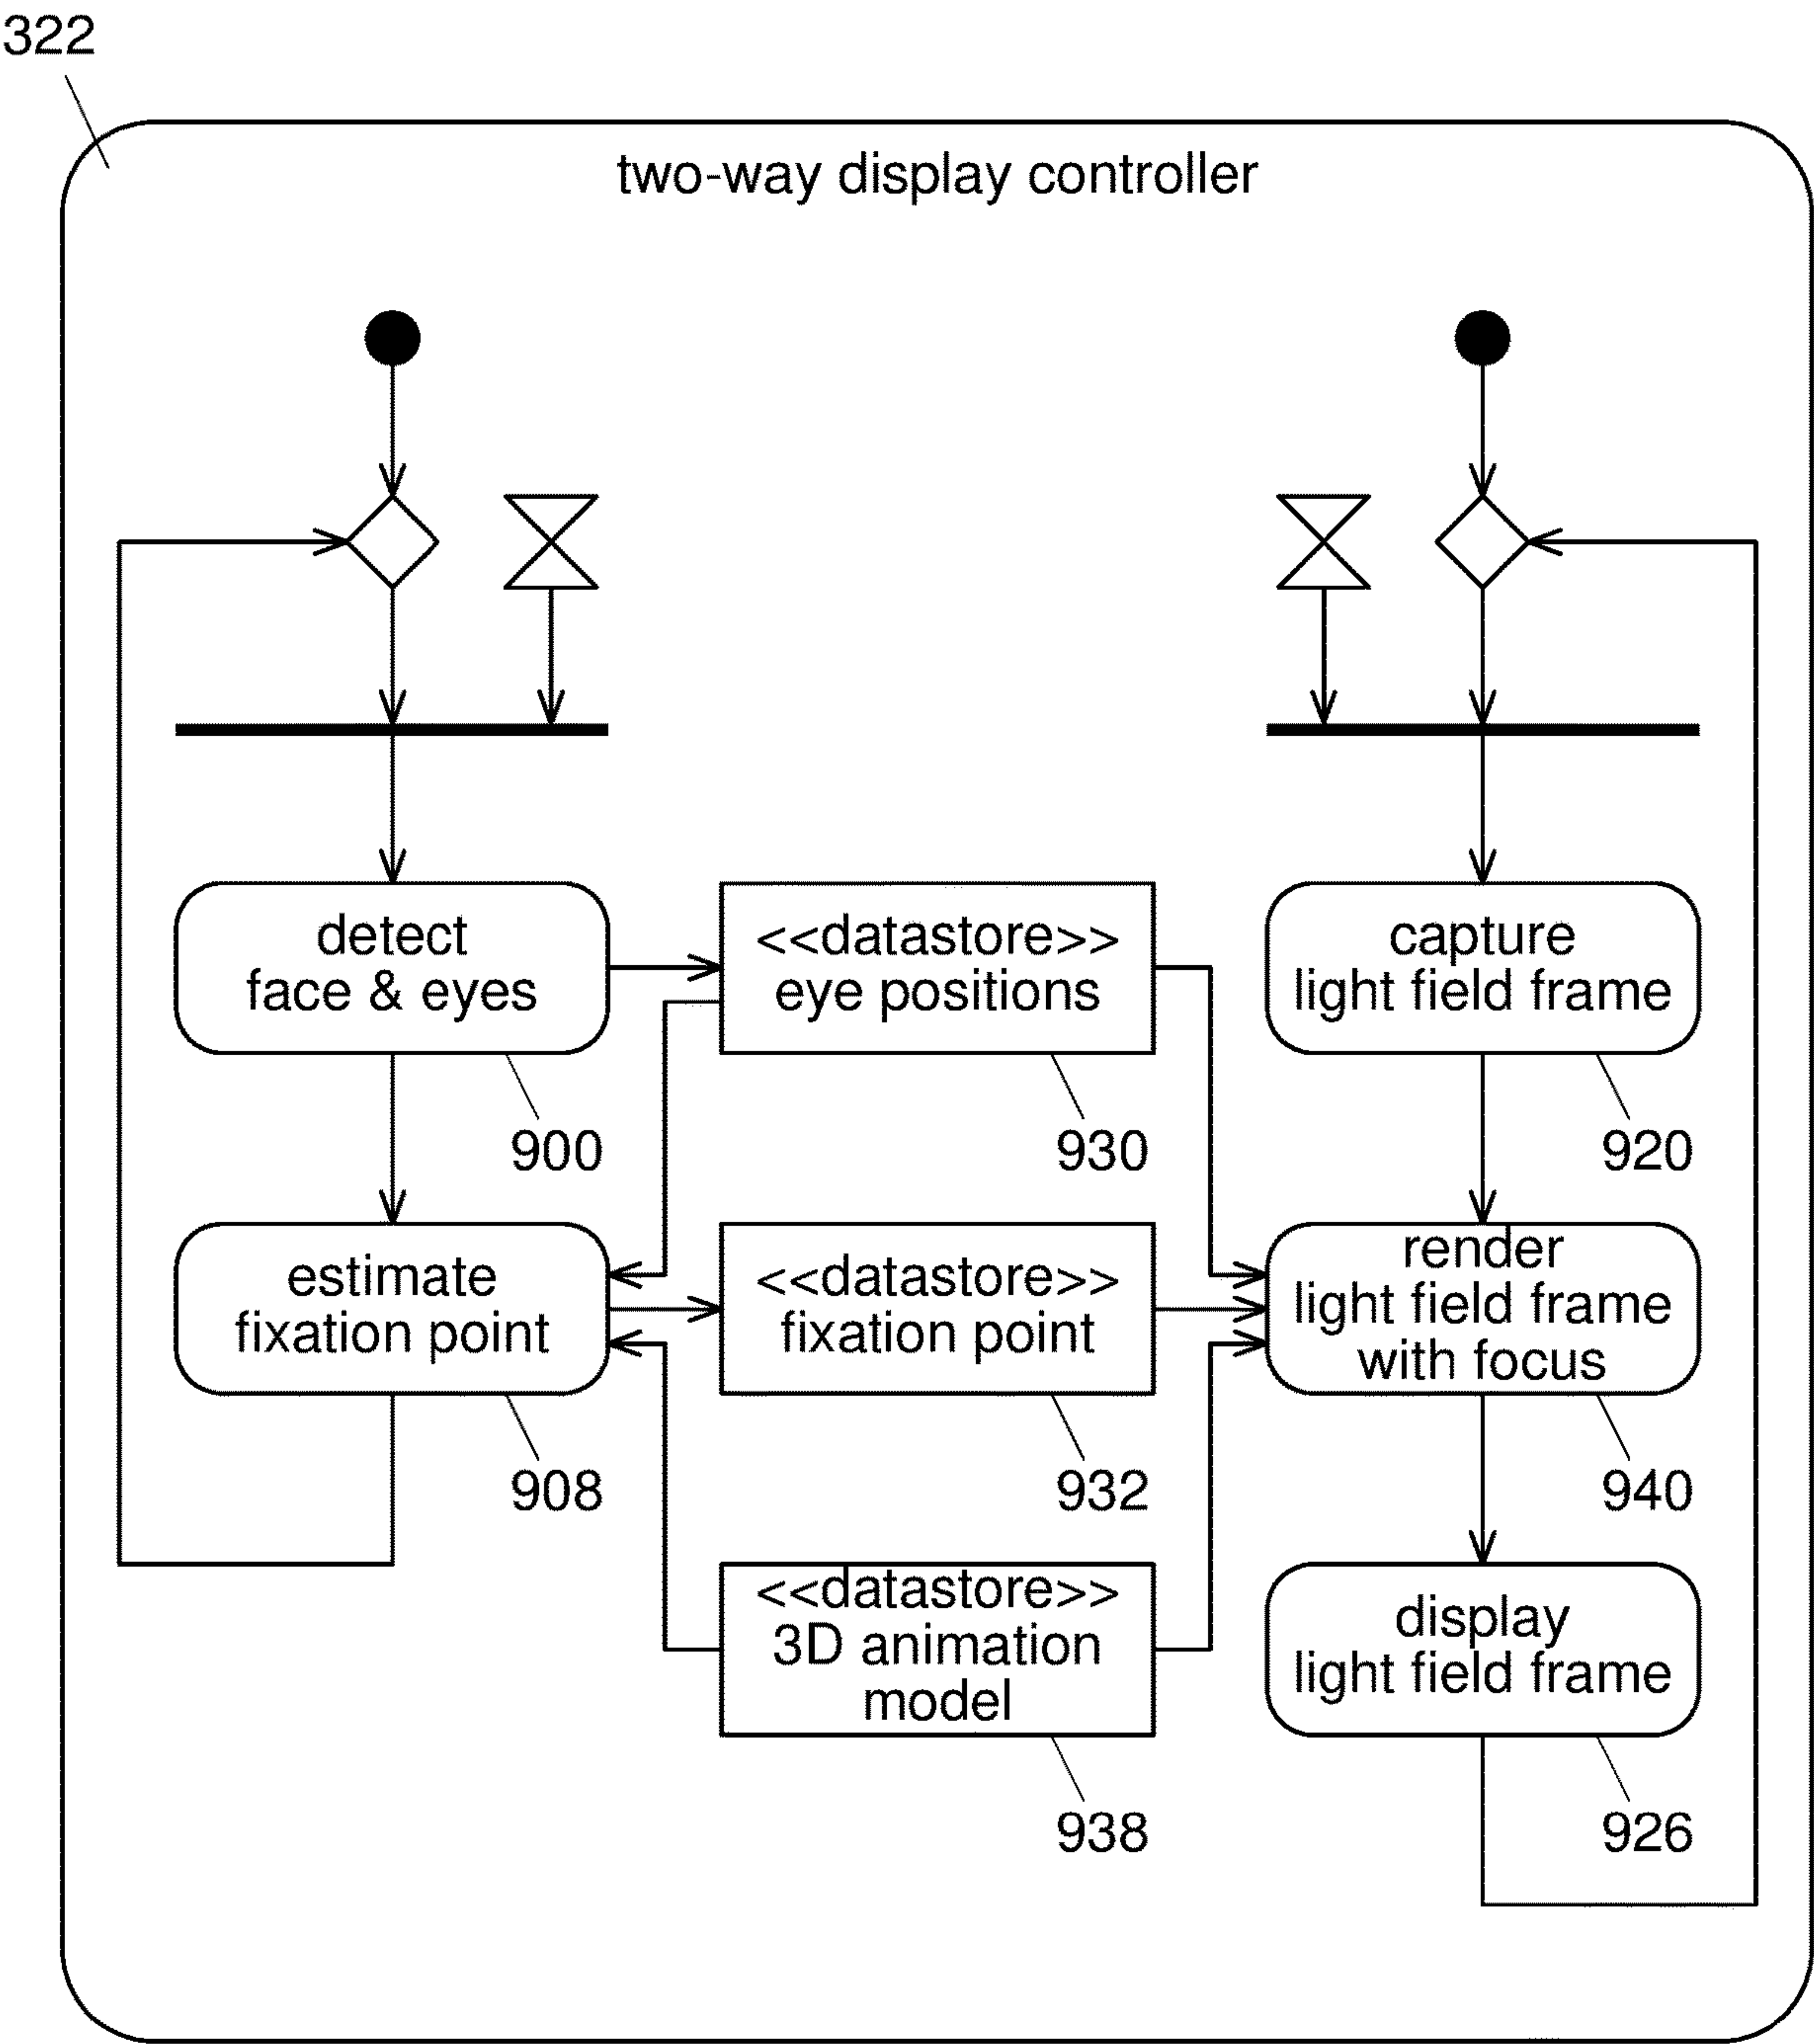 322
two-way display controller
detect
face & eyes
900
<<datastore>>
eye positions
930
capture
light field frame
920
estimate
fixation point
908
<<datastore>>
fixation point
932
render
light field frame
with focus
940
<<datastore>>
3D animation
model
938
display
light field frame
926